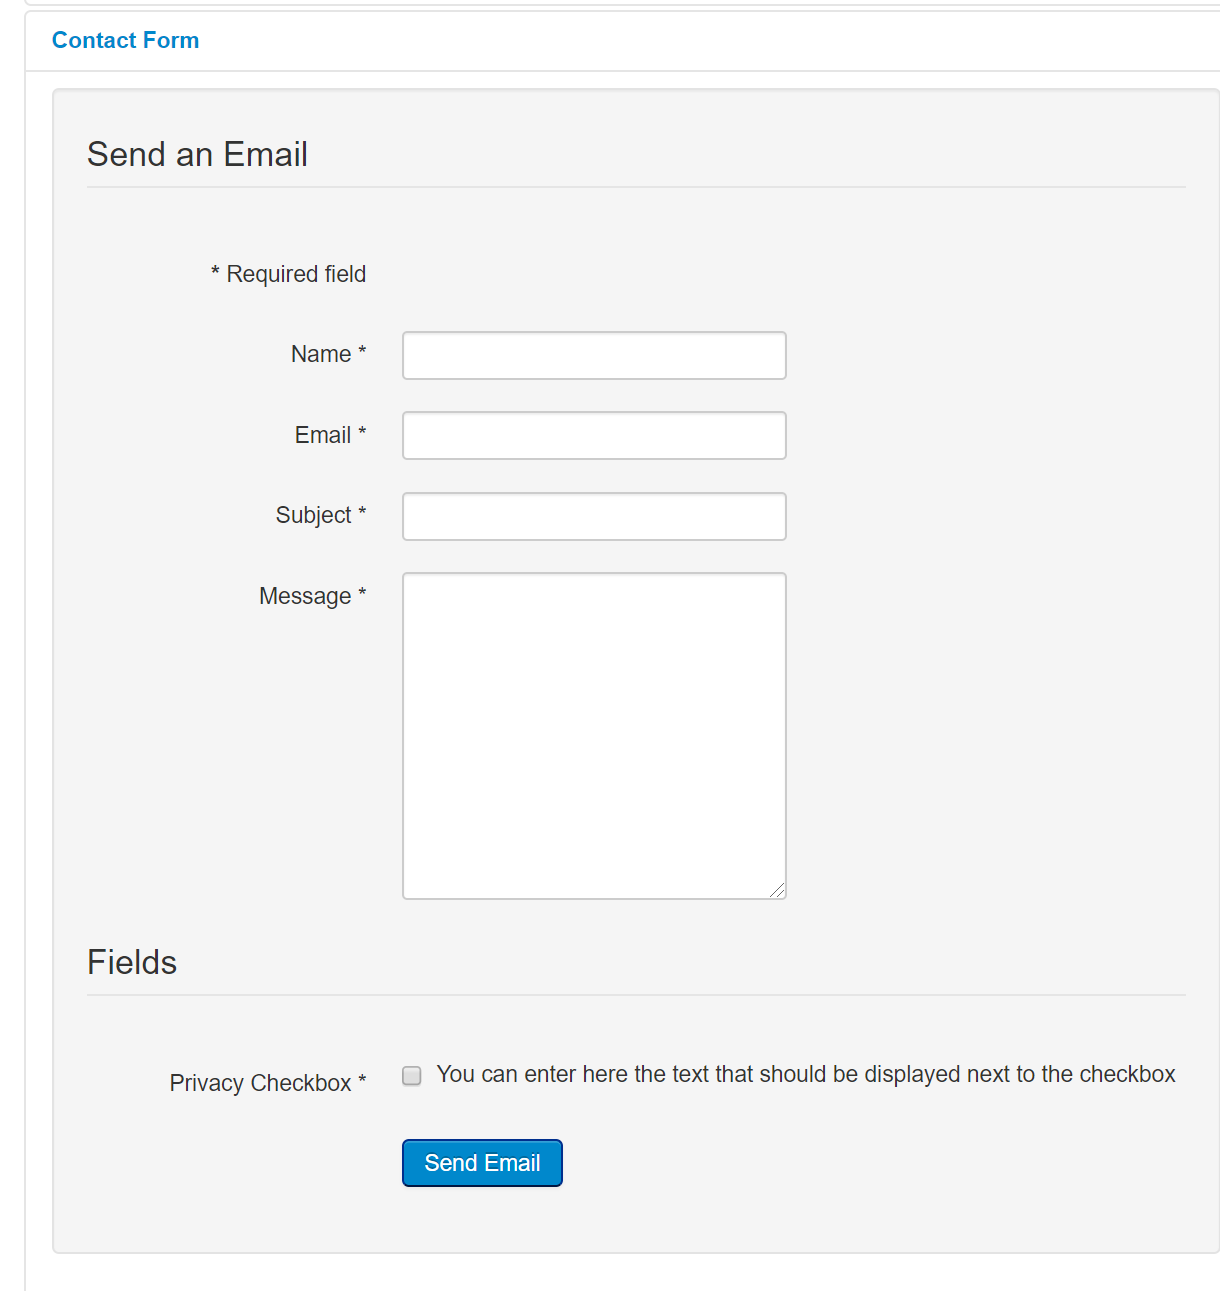 Contact Form
Send an Email
* Required field
Name *
Email *
Subject *
Message *
Fields
Privacy Checkbox *
You can enter here the text that should be displayed next to the checkbox
Send Email